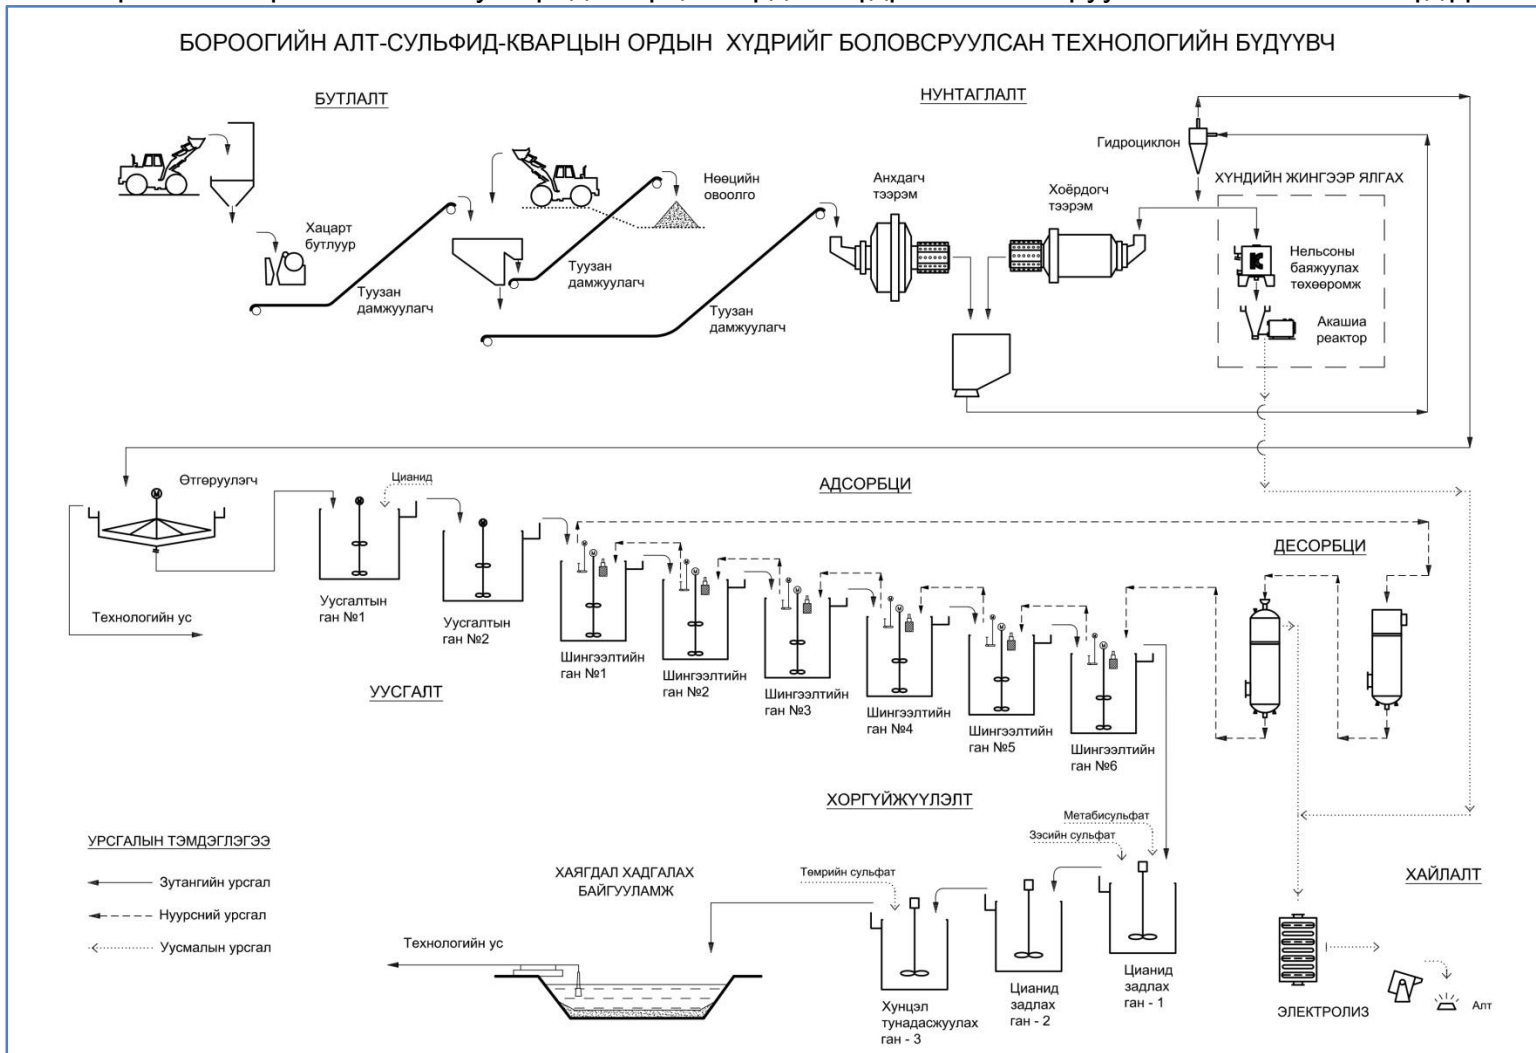 БОРООГИЙН АЛТ-СУЛЬФИД-КВАРЦЫН ОРДЫН ХҮДРИЙГ БОЛОВСРУУЛСАН ТЕХНОЛОГИЙН БҮДҮҮВЧ
БУТЛАЛТ
НУНТАГЛАЛТ
Гидроциклон
ХҮНДИЙН ЖИНГЭЭР ЯЛГАХ
Хацарт
бутлуур
Нөөцийн
овоолго
Анхдагч
тээрэм
Хоёрдогч
тээрэм
Туузан
дамжуулагч
Туузан
дамжуулагч
Туузан
дамжуулагч
K
Нельсоны
баяжуулах
төхөөромж
Акашиа
реактор
Өтгөрүүлэгч
Цианид
АДСОРБЦИ
ДЕСОРБЦИ
Технологийн ус
Уусгалтын
ган №1
Уусгалтын
ган №2
Шингээлтийн
ган №1
Шингээлтийн
ган №2
Шингээлтийн
ган №3
Шингээлтийн
ган №4
Шингээлтийн
ган №5
Шингээлтийн
ган №6
УУСГАЛТ
ХОРГҮЙЖҮҮЛЭЛТ
Метабисульфат
Зэсийн сульфат
Төмрийн сульфат
УРСГАЛЫН ТЭМДЭГЛЭГЭЭ
Зутангийн урсгал
Нуурсний урсгал
Уусмалын урсгал
ХАЯГДАЛ ХАДГАЛАХ
БАЙГУУЛАМЖ
Технологийн ус
Хунцэл
тунадасжуулах
ган - 3
Цианид
задлах
ган - 2
Цианид
задлах
ган - 1
ХАЙЛАЛТ
ЭЛЕКТРОЛИЗ
Алт